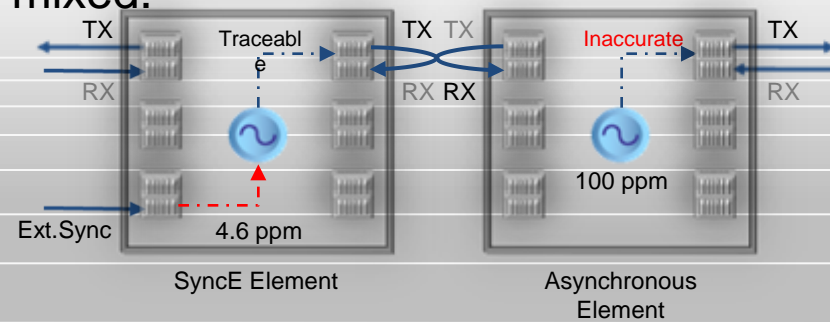 mixed.
TX
Traceabl
e
TX TX
Inaccurate
TX
RX
RX RX
RX
100 ppm
Ext.Sync
4.6 ppm
SyncE Element
Asynchronous
Element